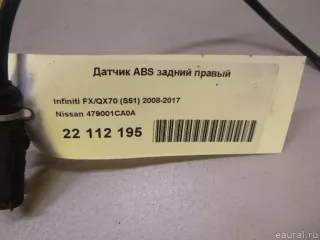 Датчик ABS задний правый
Infiniti FX/QX70 (S51) 2008-2017
Nissan 479001CA0A
22 112 195
eaural.ru